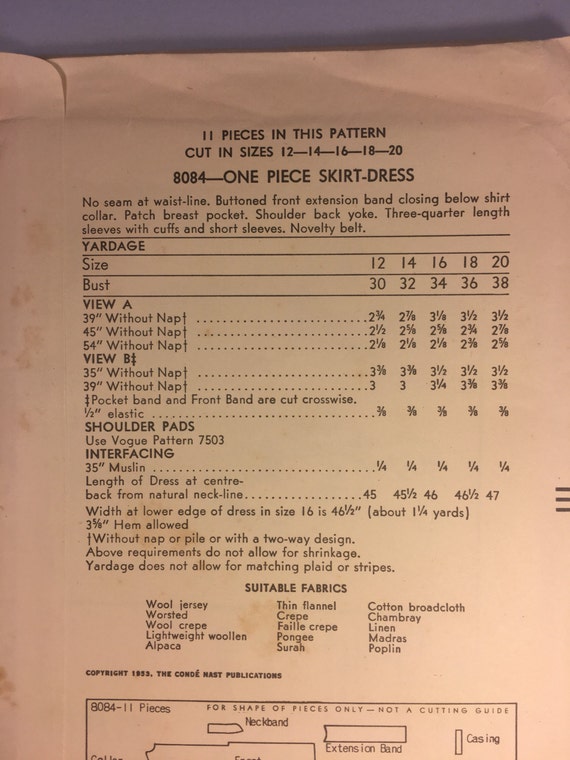 11 PIECES IN THIS PATTERN
CUT IN SIZES 12—14—16—18—20
8084—ONE PIECE SKIRT-DRESS
No seam at waist-line. Buttoned front extension band closing below shirt
collar. Patch breast pocket. Shoulder back yoke. Three-quarter length
sleeves with cuffs and short sleeves. Novelty belt.
YARDAGE
Size 12 14 16 18 20
Bust 30 32 34 36 38
VIEW A
39" Without Nap† 2¾ 2⅞ 3⅛ 3½ 3½
45" Without Nap† 2½ 2⅝ 2⅝ 2¾ 2⅞
54" Without Nap† 2⅛ 2⅛ 2⅛ 2⅜ 2⅝
VIEW B‡
35" Without Nap† 3⅜ 3⅜ 3½ 3½ 3½
39" Without Nap† 3 3 3¼ 3⅜ 3⅜
‡Pocket band and Front Band are cut crosswise.
½" elastic ⅜ ⅜ ⅜ ⅜ ⅜
SHOULDER PADS
Use Vogue Pattern 7503
INTERFACING
35" Muslin ¼ ¼ ¼ ¼ ¼
Length of Dress at centre-
back from natural neck-line 45 45½ 46 46½ 47
Width at lower edge of dress in size 16 is 46½" (about 1¼ yards)
3⅝" Hem allowed
†Without nap or pile or with a two-way design.
Above requirements do not allow for shrinkage.
Yardage does not allow for matching plaid or stripes.
SUITABLE FABRICS
Wool jersey Thin flannel Cotton broadcloth
Worsted Crepe Chambray
Wool crepe Faille crepe Linen
Lightweight woollen Pongee Madras
Alpaca Surah Poplin
COPYRIGHT 1953, THE CONDÉ NAST PUBLICATIONS
8084-11 Pieces FOR SHAPE OF PIECES ONLY—NOT A CUTTING GUIDE
Neckband
Extension Band
Casing